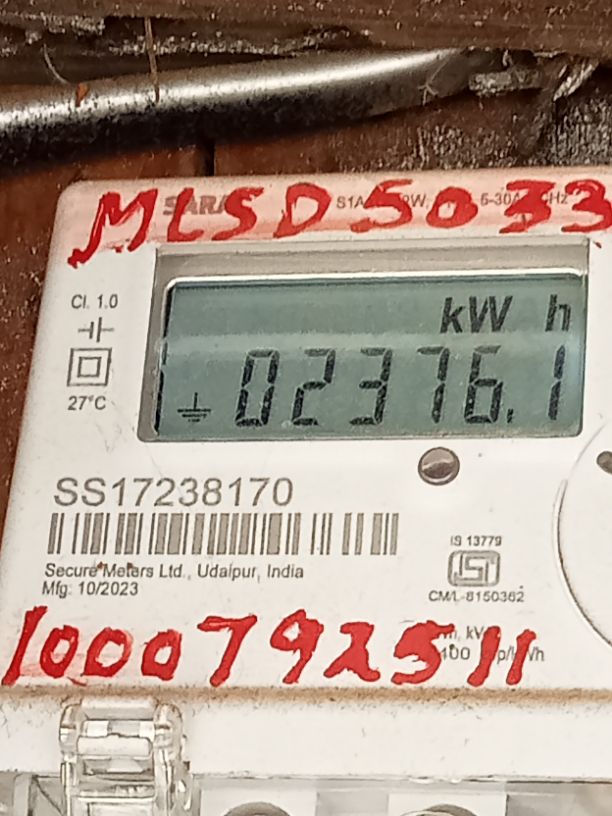 MLSD5033
Cl. 1.0
27°C
kW h
02376.1
SS17238170
IS 13779
Secure Meters Ltd., Udaipur, India
Mfg: 10/2023
CM/L-8150362
1000792511